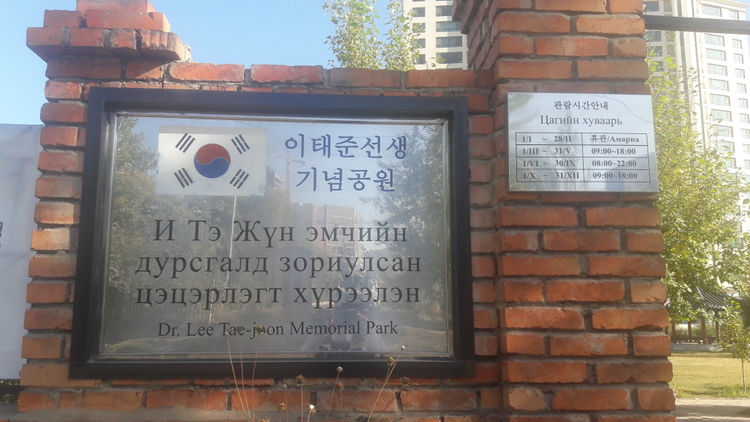 이태준선생
기념공원
И Тэ Жүн эмчийн
дурсгалд зориулсан
цэцэрлэгт хүрээлэн
Dr. Lee Tae-joon Memorial Park
관람시간안내
Цагийн хуваарь
1/I ~ 28/II 휴관/Амарна
1/III ~ 31/V 09:00~18:00
1/VI ~ 30/IX 08:00~22:00
1/X ~ 31/XII 09:00~18:00